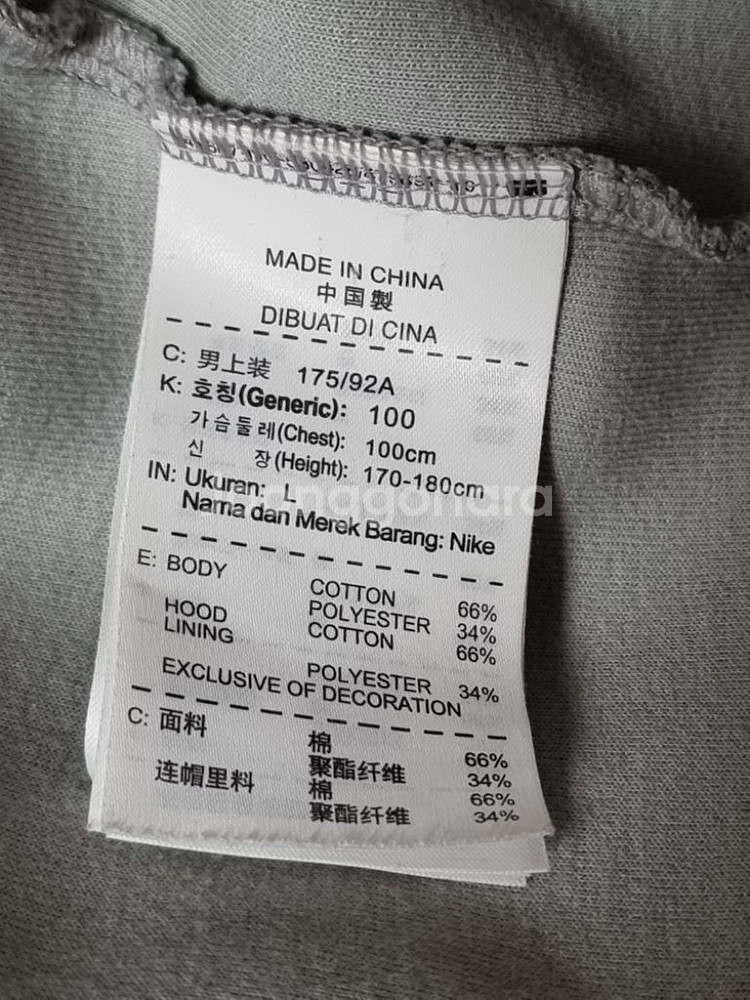 MADE IN CHINA
中国製
DIBUAT DI CINA
C: 男上装 175/92A
K: 호칭(Generic): 100
가슴둘레(Chest): 100cm
신 장(Height): 170-180cm
IN: Ukuran: L
Nama dan Merek Barang: Nike
E: BODY COTTON 66%
POLYESTER 34%
HOOD LINING COTTON 66%
POLYESTER 34%
EXCLUSIVE OF DECORATION
C: 面料 棉 66%
聚酯纤维 34%
连帽里料 棉 66%
聚酯纤维 34%